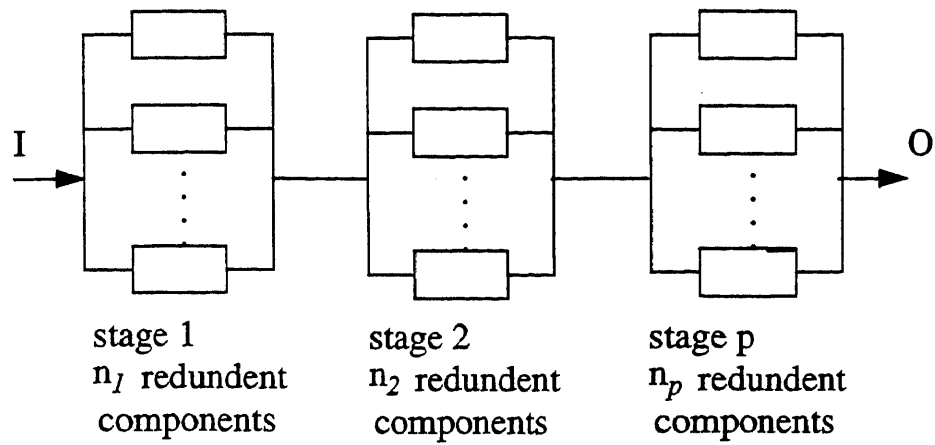 I
O
stage 1
n1 redundent
components
stage 2
n2 redundent
components
stage p
np redundent
components